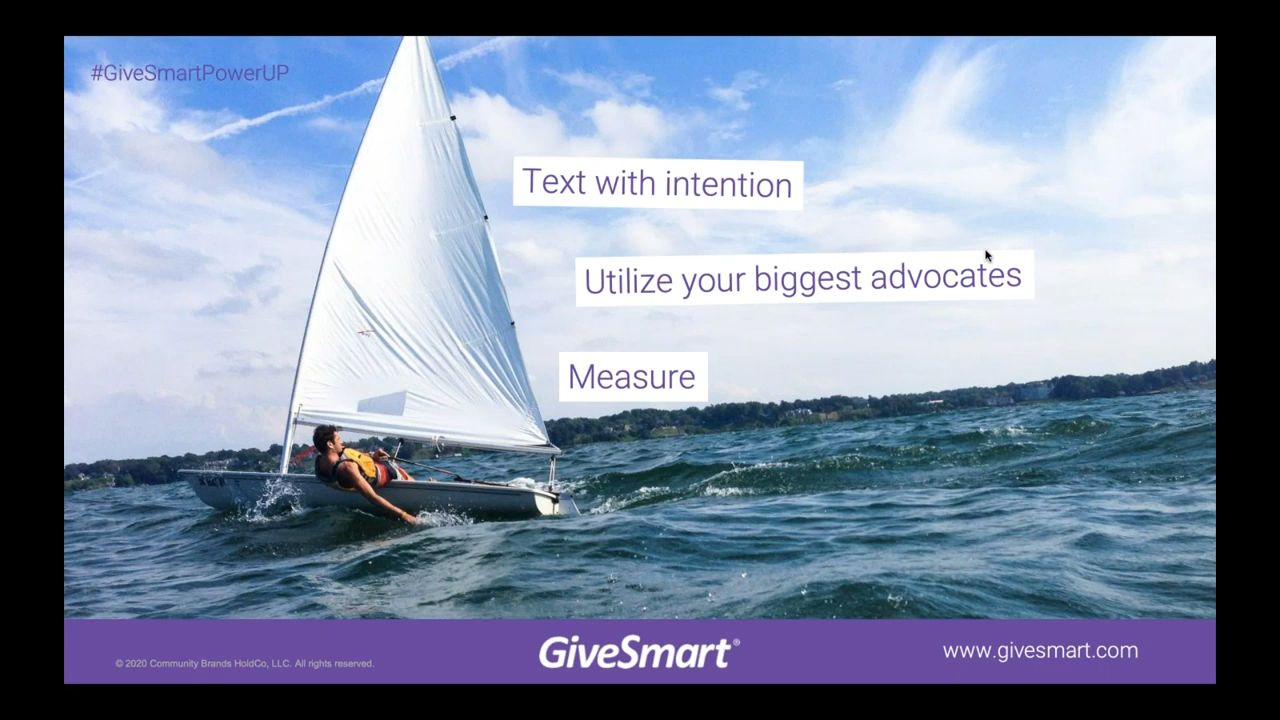 #GiveSmartPowerUP
Text with intention
Utilize your biggest advocates
Measure
© 2020 Community Brands HoldCo, LLC. All rights reserved.
GiveSmart®
www.givesmart.com